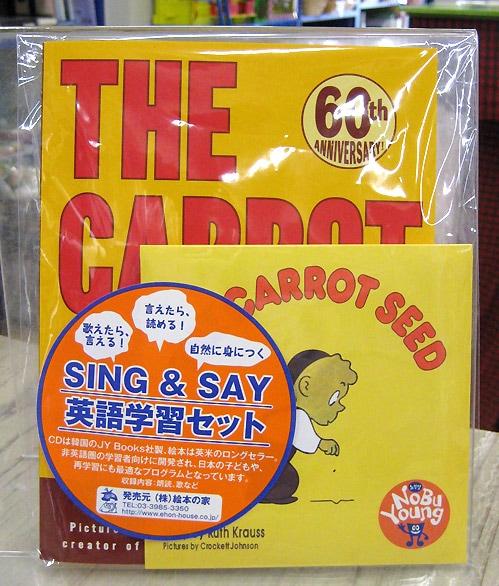 THE
CARROT
60th
ANNIVERSARY!
CARROT SEED
歌えたら、
言える!
言えたら、
読める!
自然に身につく
SING & SAY
英語学習セット
CDは韓国のJY Books社製、絵本は英米のロングセラー。
非英語圏の学習者向けに開発され、日本の子どもや、
再学習にも最適なプログラムとなっています。
収録内容:朗読、歌など
発売元(株)絵本の家
TEL:03-3985-3350
http://www.ehon-house.co.jp/
by Ruth Krauss
Pictures by Crockett Johnson
Picture
creator of
NoBu
Young